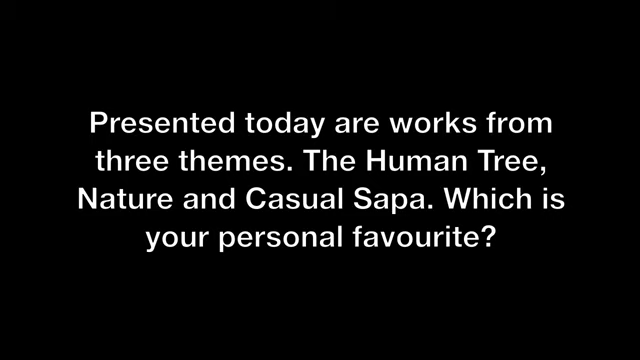 Presented today are works from
three themes. The Human Tree,
Nature and Casual Sapa. Which is
your personal favourite?